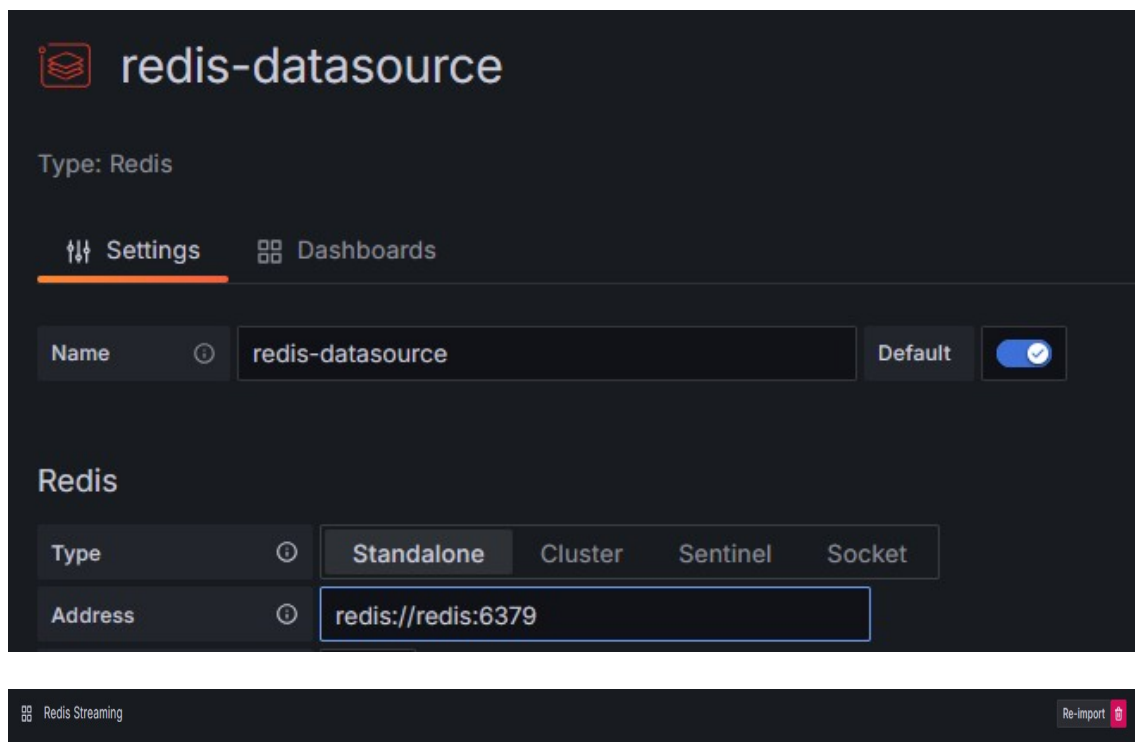 redis-datasource
Type: Redis
Settings Dashboards
Name redis-datasource Default
Redis
Type Standalone Cluster Sentinel Socket
Address redis://redis:6379
Redis Streaming Re-import